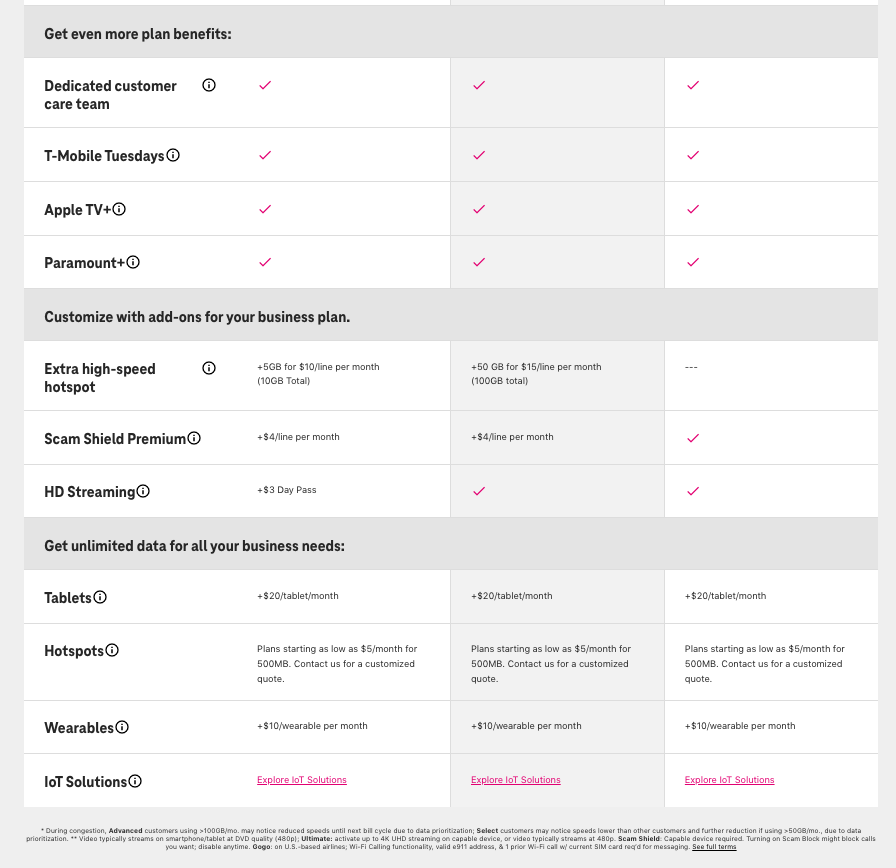 Get even more plan benefits:
Dedicated customer
care team
T-Mobile Tuesdays
Apple TV+
Paramount+
Customize with add-ons for your business plan.
Extra high-speed
hotspot
+5GB for $10/line per month
(10GB Total)
+50 GB for $15/line per month
(100GB total)
---
Scam Shield Premium
+$4/line per month
+$4/line per month
HD Streaming
+$3 Day Pass
Get unlimited data for all your business needs:
Tablets
+$20/tablet/month
+$20/tablet/month
+$20/tablet/month
Hotspots
Plans starting as low as $5/month for
500MB. Contact us for a customized
quote.
Plans starting as low as $5/month for
500MB. Contact us for a customized
quote.
Plans starting as low as $5/month for
500MB. Contact us for a customized
quote.
Wearables
+$10/wearable per month
+$10/wearable per month
+$10/wearable per month
IoT Solutions
Explore IoT Solutions
Explore IoT Solutions
Explore IoT Solutions
* During congestion, Advanced customers using >100GB/mo. may notice reduced speeds until next bill cycle due to data prioritization; Select customers may notice speeds lower than other customers and further reduction if using >50GB/mo., due to data
prioritization. ** Video typically streams on smartphone/tablet at DVD quality (480p); Ultimate: activate up to 4K UHD streaming on capable device, or video typically streams at 480p. Scam Shield: Capable device required. Turning on Scam Block might block calls
you want; disable anytime. Gogo: on U.S.-based airlines; Wi-Fi Calling functionality, valid e911 address, & 1 prior Wi-Fi call w/ current SIM card req'd for messaging. See full terms